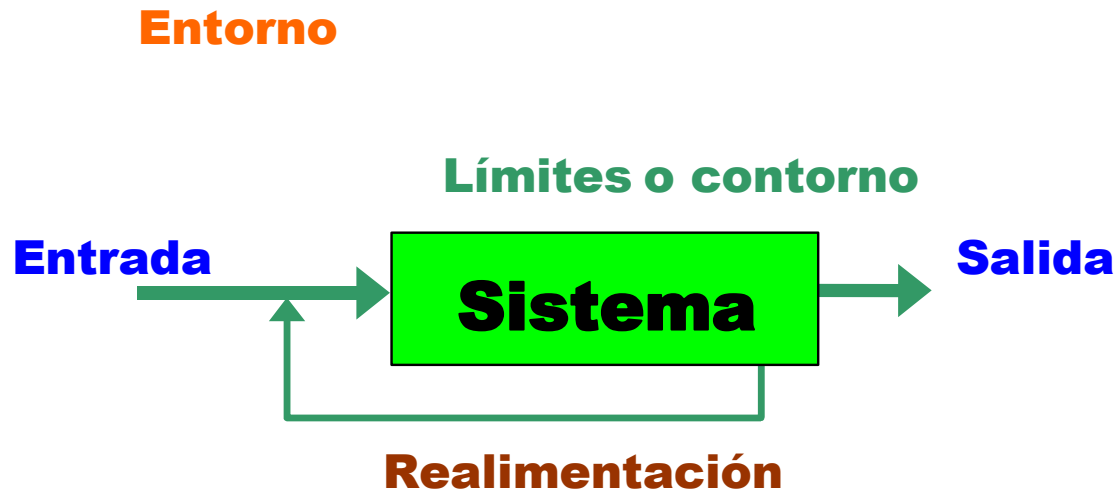 Entorno
Límites o contorno
Entrada
Sistema
Salida
Realimentación